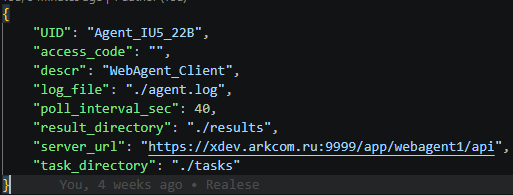 {
"UID": "Agent_IU5_22B",
"access_code": "",
"descr": "WebAgent_Client",
"log_file": "./agent.log",
"poll_interval_sec": 40,
"result_directory": "./results",
"server_url": "https://xdev.arkcom.ru:9999/app/webagent1/api",
"task_directory": "./tasks"
} You, 4 weeks ago • Realese